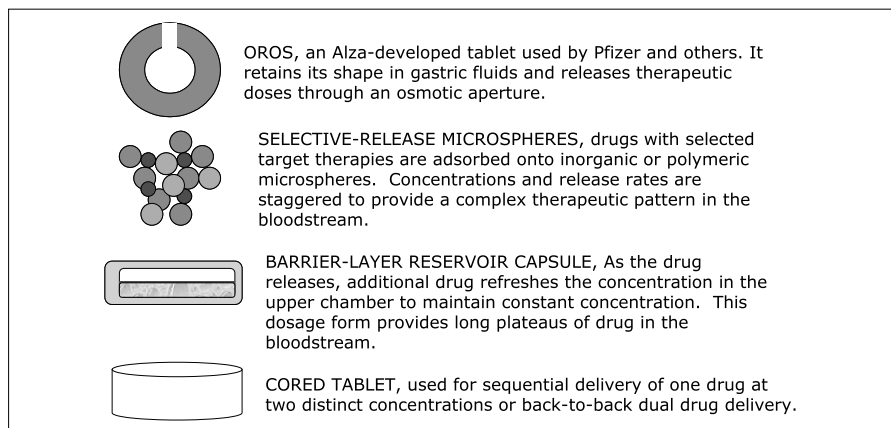 OROS, an Alza-developed tablet used by Pfizer and others. It
retains its shape in gastric fluids and releases therapeutic
doses through an osmotic aperture.
SELECTIVE-RELEASE MICROSPHERES, drugs with selected
target therapies are adsorbed onto inorganic or polymeric
microspheres.  Concentrations and release rates are
staggered to provide a complex therapeutic pattern in the
bloodstream.
BARRIER-LAYER RESERVOIR CAPSULE, As the drug
releases, additional drug refreshes the concentration in the
upper chamber to maintain constant concentration.  This
dosage form provides long plateaus of drug in the
bloodstream.
CORED TABLET, used for sequential delivery of one drug at
two distinct concentrations or back-to-back dual drug delivery.